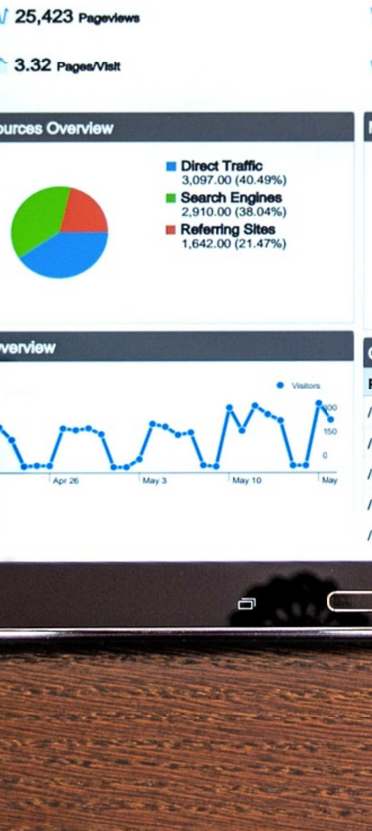 25,423 Pageviews
3.32 Pages/Visit
ources Overview
Direct Traffic
3,097.00 (40.49%)
Search Engines
2,910.00 (38.04%)
Referring Sites
1,642.00 (21.47%)
verview
Visitors
300
150
0
Apr 26
May 3
May 10
May